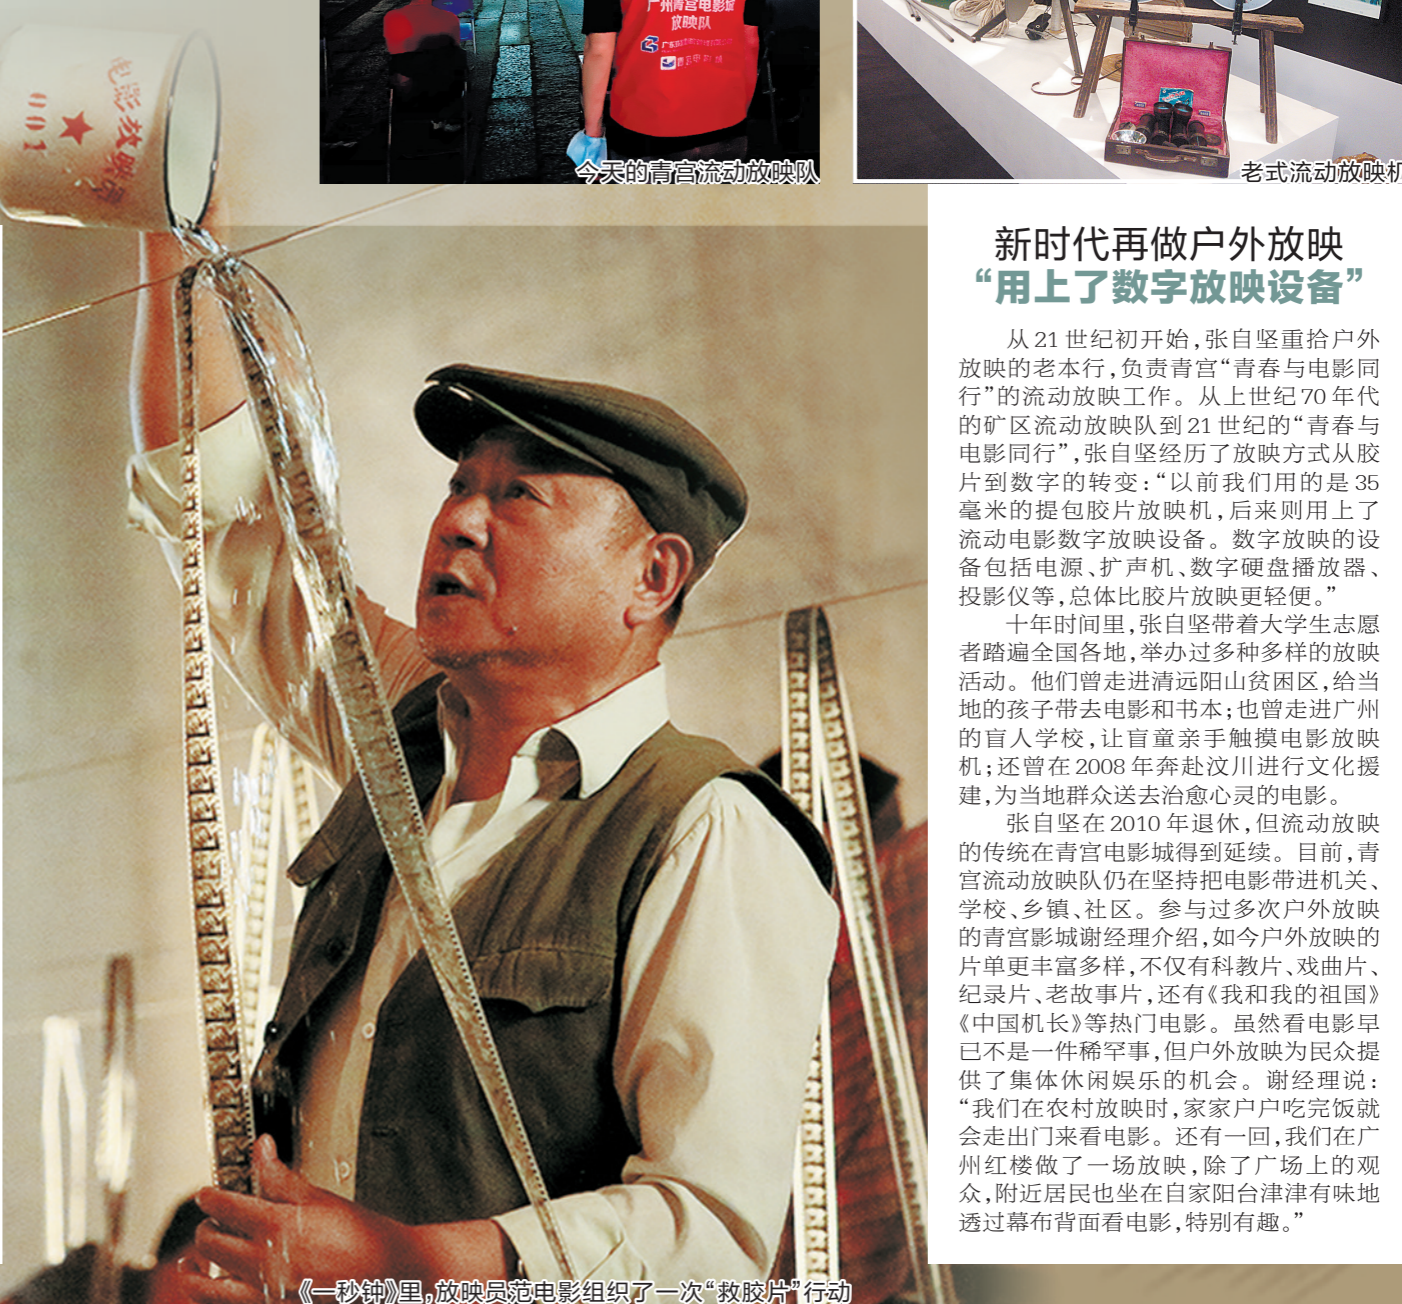 电影放映
001
广州青宫电影城
放映队
青宫电影城
今天的青宫流动放映队
老式流动放映机
新时代再做户外放映
“用上了数字放映设备”
从21世纪初开始,张自坚重拾户外
放映的老本行,负责青宫“青春与电影同
行”的流动放映工作。从上世纪70年代
的矿区流动放映队到21世纪的“青春与
电影同行”,张自坚经历了放映方式从胶
片到数字的转变:“以前我们用的是35
毫米的提包胶片放映机,后来则用上了
流动电影数字放映设备。数字放映的设
备包括电源、扩声机、数字硬盘播放器、
投影仪等,总体比胶片放映更轻便。”
十年时间里,张自坚带着大学生志愿
者踏遍全国各地,举办过多种多样的放映
活动。他们曾走进清远阳山贫困区,给当
地的孩子带去电影和书本;也曾走进广州
的盲人学校,让盲童亲手触摸电影放映
机;还曾在2008年奔赴汶川进行文化援
建,为当地群众送去治愈心灵的电影。
张自坚在2010年退休,但流动放映
的传统在青宫电影城得到延续。目前,青
宫流动放映队仍在坚持把电影带进机关、
学校、乡镇、社区。参与过多次户外放映
的青宫影城谢经理介绍,如今户外放映的
片单更丰富多样,不仅有科教片、戏曲片、
纪录片、老故事片,还有《我和我的祖国》
《中国机长》等热门电影。虽然看电影早
已不是一件稀罕事,但户外放映为民众提
供了集体休闲娱乐的机会。谢经理说:
“我们在农村放映时,家家户户吃完饭就
会走出门来看电影。还有一回,我们在广
州红楼做了一场放映,除了广场上的观
众,附近居民也坐在自家阳台津津有味地
透过幕布背面看电影,特别有趣。”
《一秒钟》里,放映员范电影组织了一次“救胶片”行动